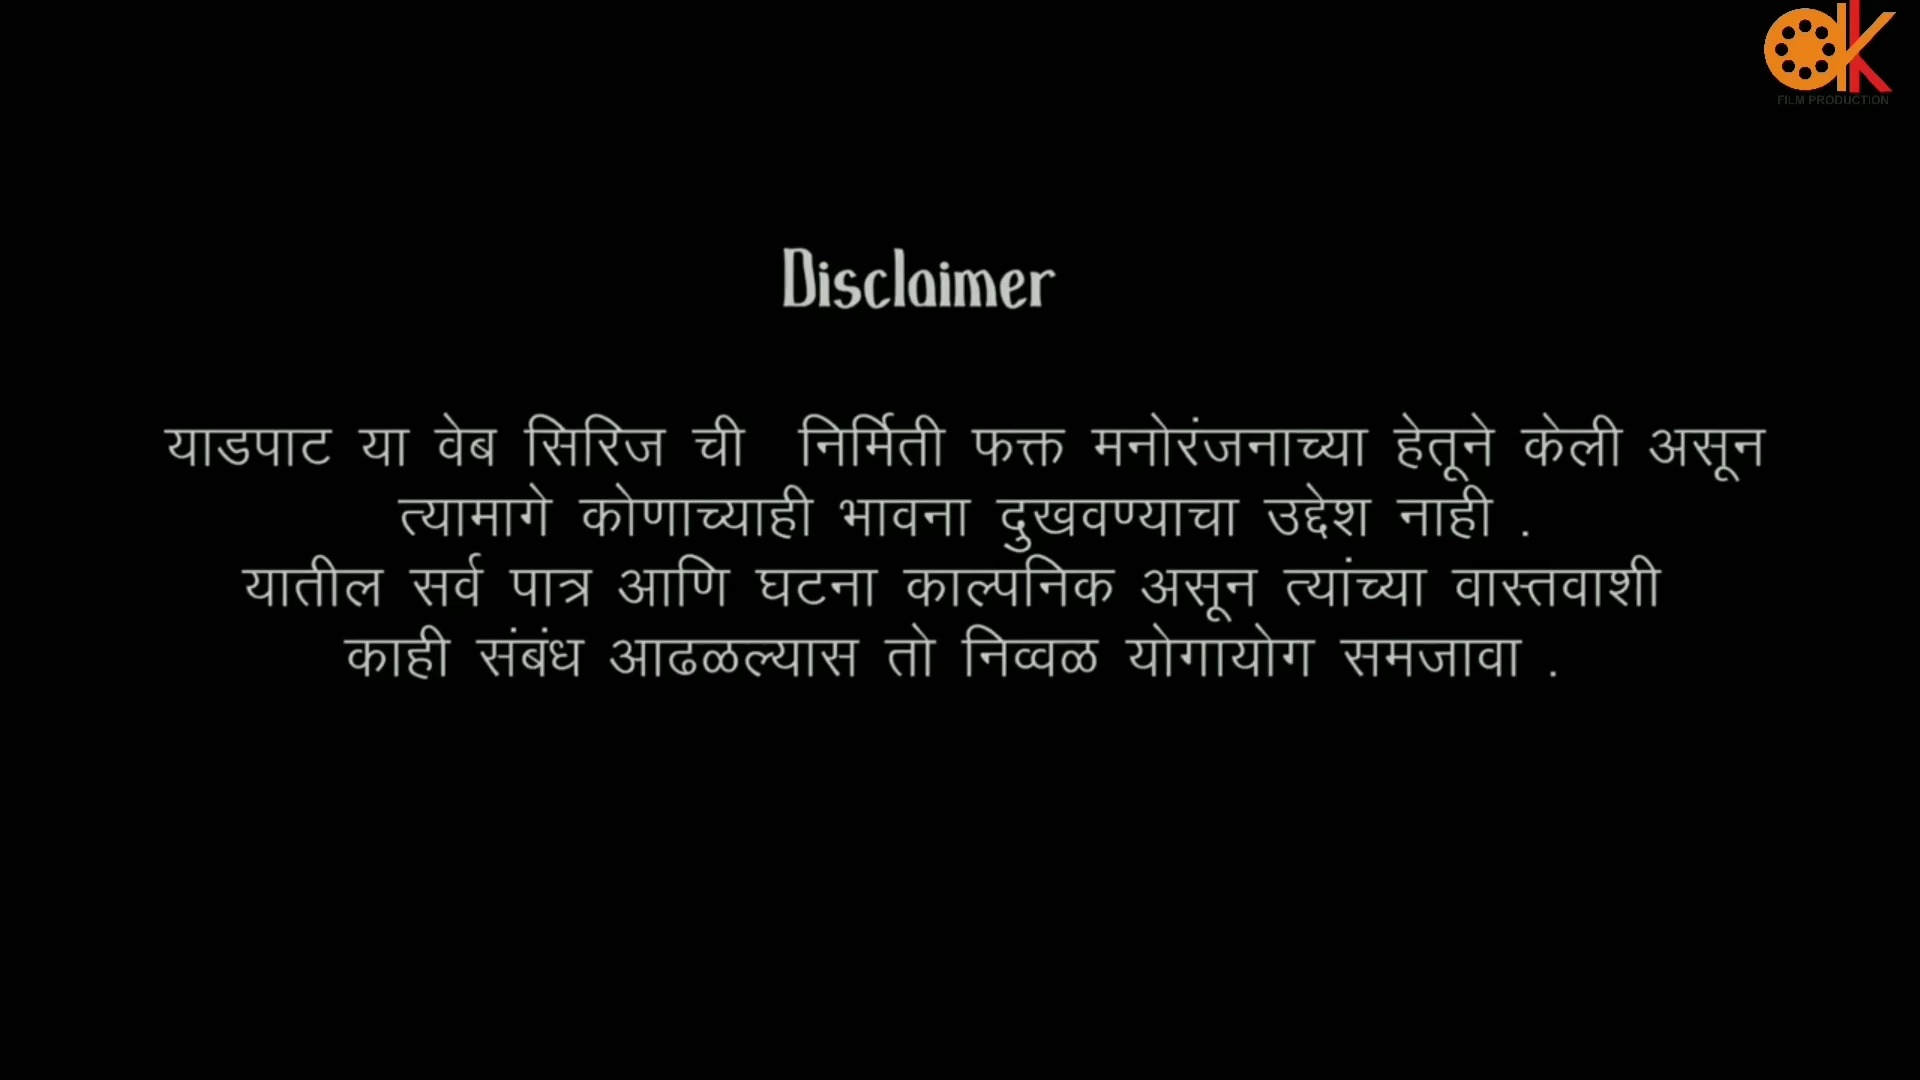 FILM PRODUCTION
Disclaimer
याडपाट या वेब सिरिज ची निर्मिती फक्त मनोरंजनाच्या हेतूने केली असून
त्यामागे कोणाच्याही भावना दुखवण्याचा उद्देश नाही .
यातील सर्व पात्र आणि घटना काल्पनिक असून त्यांच्या वास्तवाशी
काही संबंध आढळल्यास तो निव्वळ योगायोग समजावा .